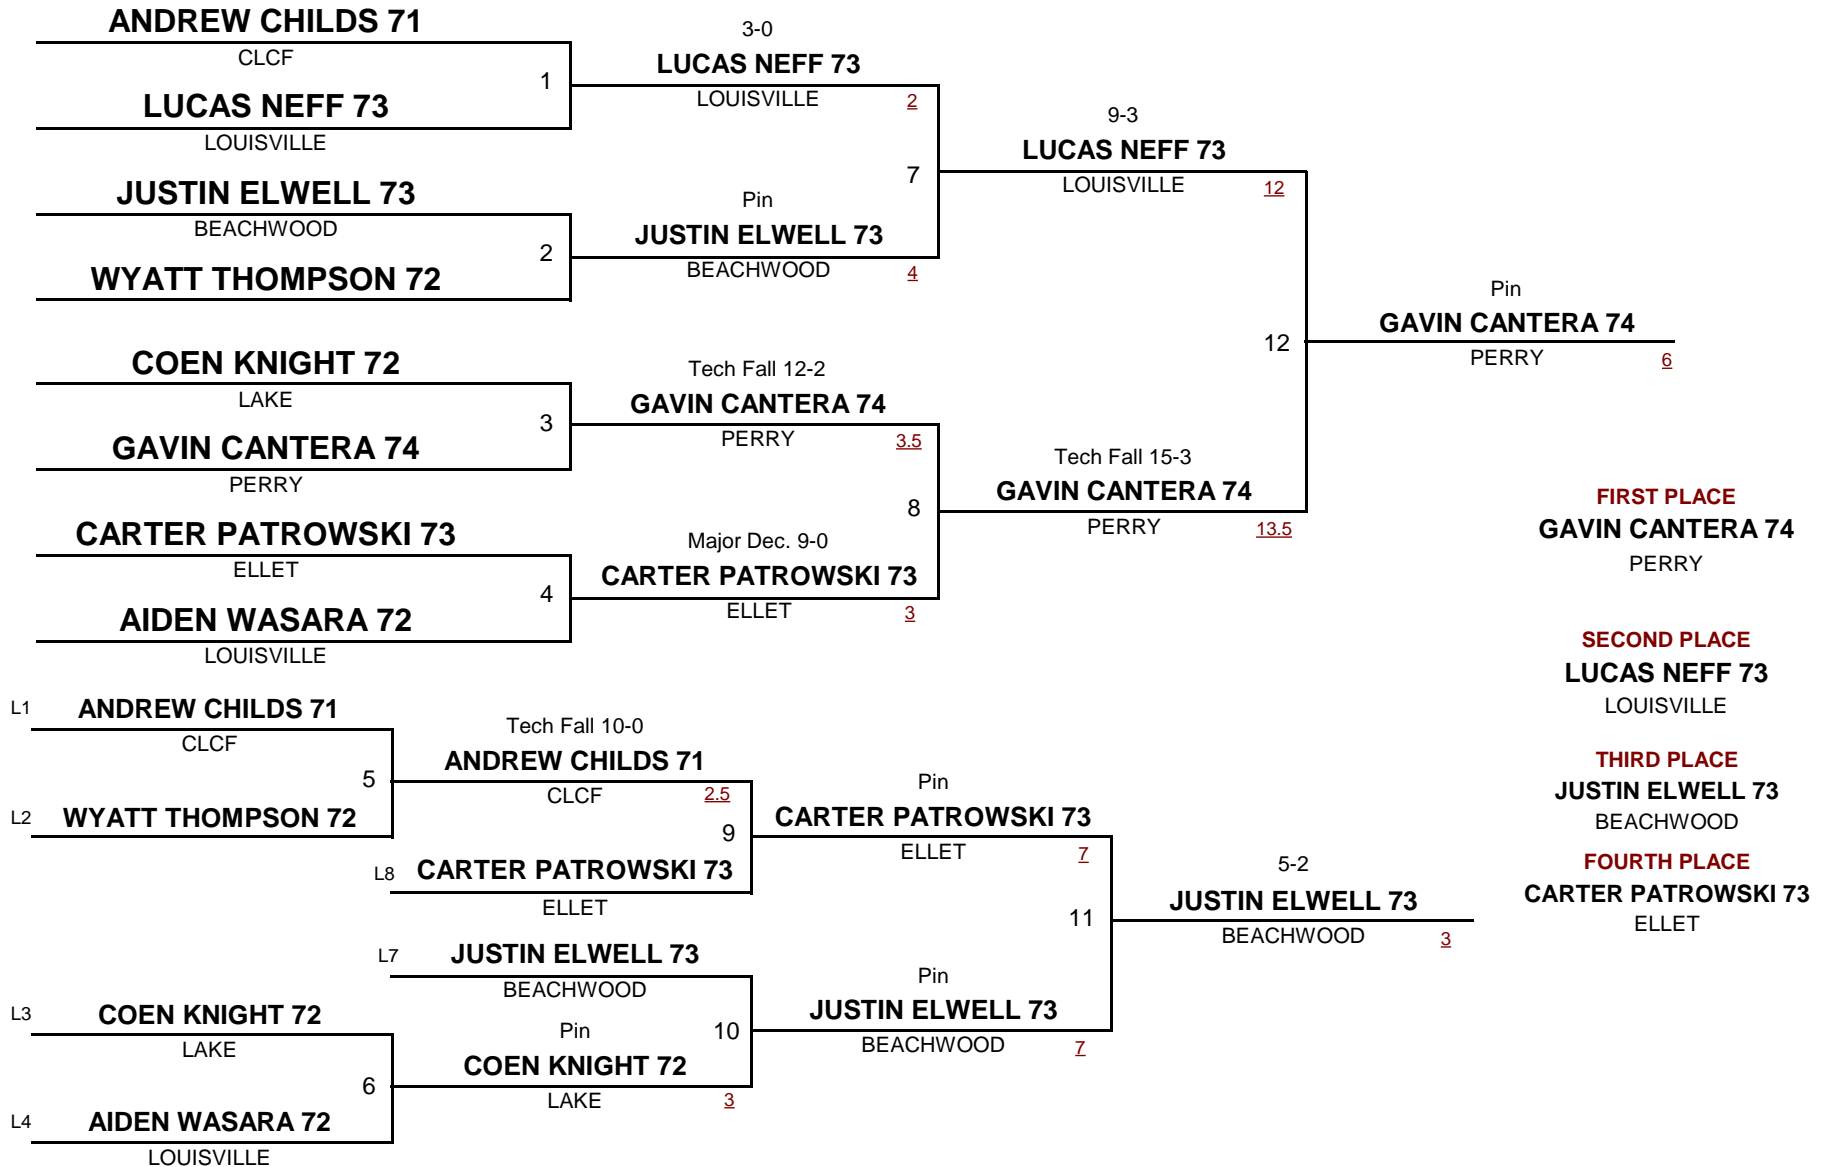 ANDREW CHILDS 71
CLCF
1
LUCAS NEFF 73
LOUISVILLE
JUSTIN ELWELL 73
BEACHWOOD
2
WYATT THOMPSON 72
COEN KNIGHT 72
LAKE
3
GAVIN CANTERA 74
PERRY
CARTER PATROWSKI 73
ELLET
4
AIDEN WASARA 72
LOUISVILLE
3-0
LUCAS NEFF 73
LOUISVILLE 2
7
Pin
JUSTIN ELWELL 73
BEACHWOOD 4
Tech Fall 12-2
GAVIN CANTERA 74
PERRY 3.5
8
Major Dec. 9-0
CARTER PATROWSKI 73
ELLET 3
9-3
LUCAS NEFF 73
LOUISVILLE 12
12
Tech Fall 15-3
GAVIN CANTERA 74
PERRY 13.5
Pin
GAVIN CANTERA 74
PERRY 6
L1 ANDREW CHILDS 71
CLCF
5
L2 WYATT THOMPSON 72
Tech Fall 10-0
ANDREW CHILDS 71
CLCF 2.5
9
L8 CARTER PATROWSKI 73
ELLET
L7 JUSTIN ELWELL 73
BEACHWOOD
10
L3 COEN KNIGHT 72
LAKE
6
L4 AIDEN WASARA 72
LOUISVILLE
Pin
COEN KNIGHT 72
LAKE 3
Pin
CARTER PATROWSKI 73
ELLET 7
11
Pin
JUSTIN ELWELL 73
BEACHWOOD 7
5-2
JUSTIN ELWELL 73
BEACHWOOD 3
FIRST PLACE
GAVIN CANTERA 74
PERRY
SECOND PLACE
LUCAS NEFF 73
LOUISVILLE
THIRD PLACE
JUSTIN ELWELL 73
BEACHWOOD
FOURTH PLACE
CARTER PATROWSKI 73
ELLET